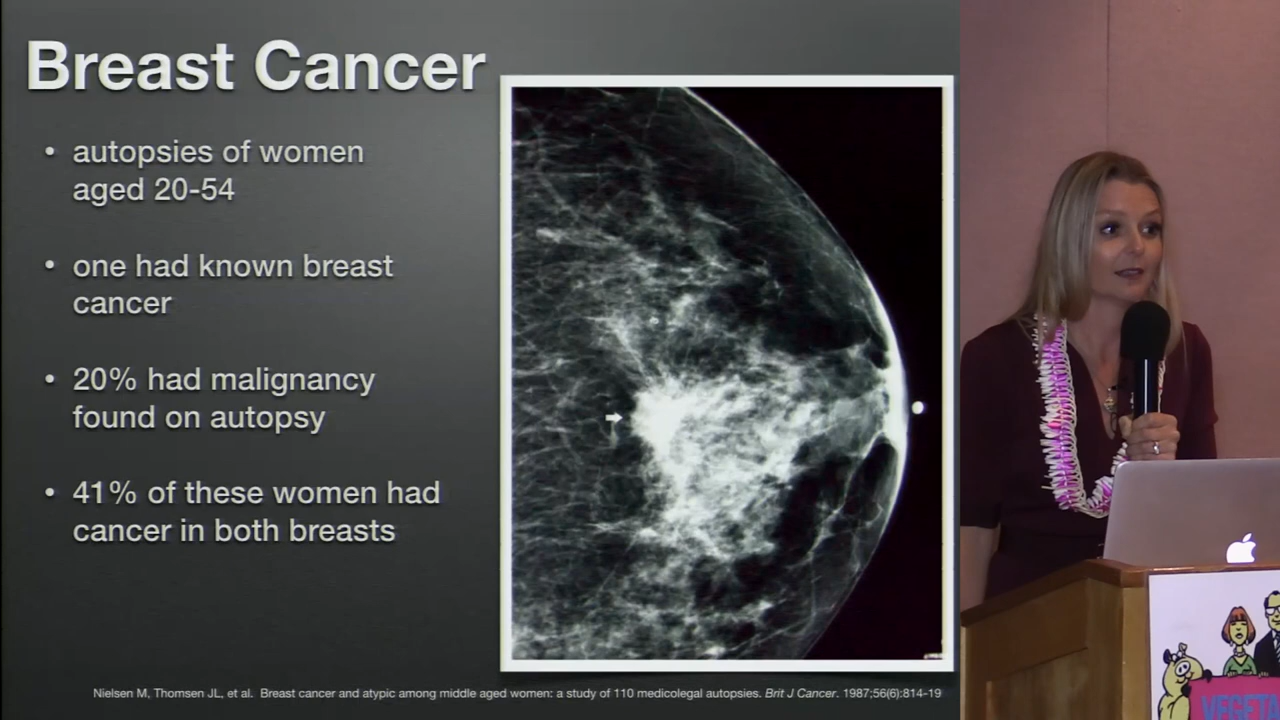 Breast Cancer
• autopsies of women
aged 20-54
• one had known breast
cancer
• 20% had malignancy
found on autopsy
• 41% of these women had
cancer in both breasts
Nielsen M, Thomsen JL, et al. Breast cancer and atypic among middle aged women: a study of 110 medicolegal autopsies. Brit J Cancer. 1987;56(6):814-19